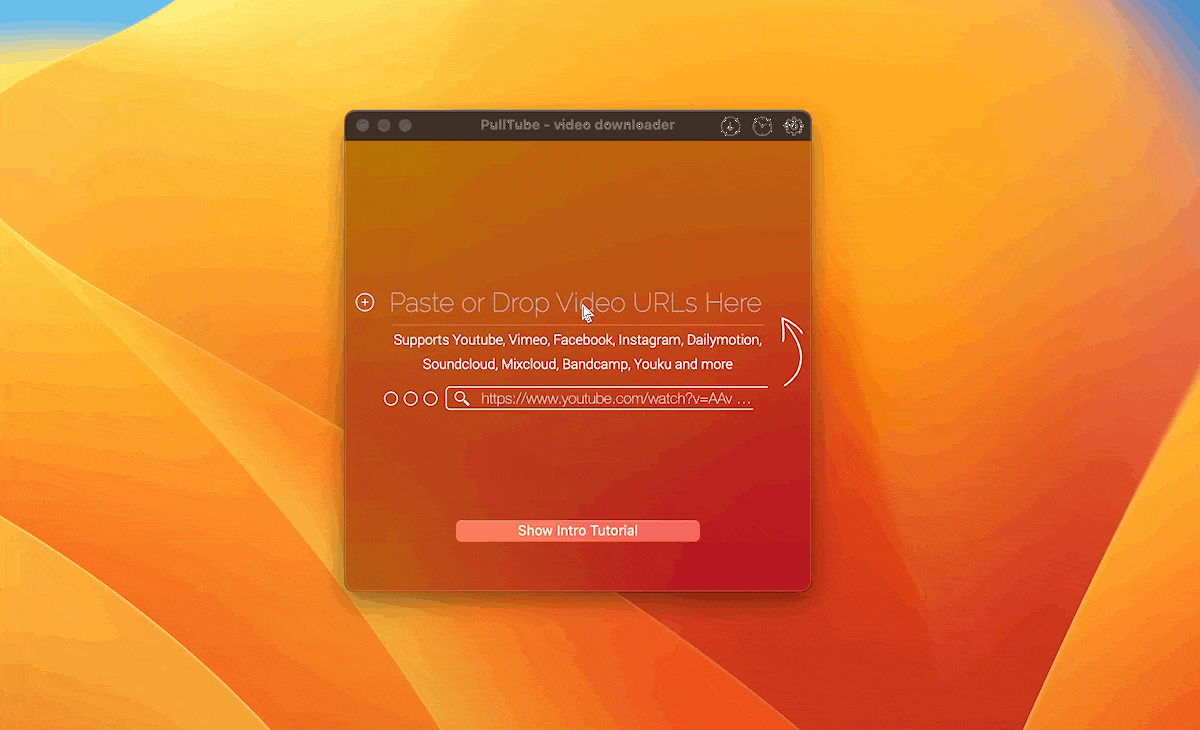 PullTube - video downloader
Paste or Drop Video URLs Here
Supports Youtube, Vimeo, Facebook, Instagram, Dailymotion,
Soundcloud, Mixcloud, Bandcamp, Youku and more
https://www.youtube.com/watch?v=AAv ...
Show Intro Tutorial